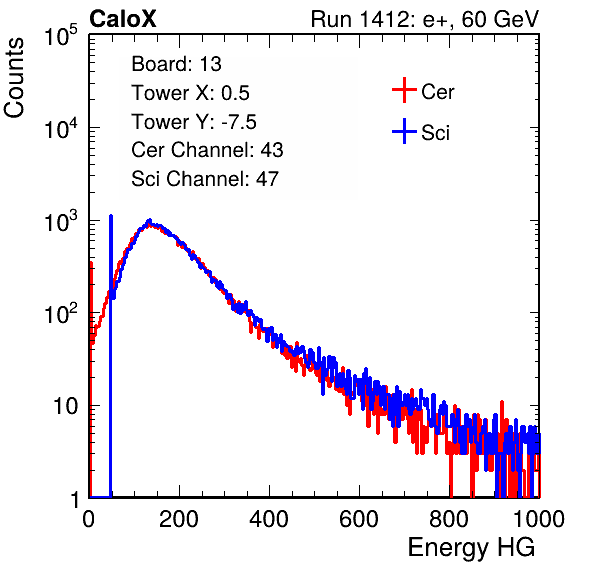 CaloX Run 1412: e+, 60 GeV
Board: 13
Tower X: 0.5
Tower Y: -7.5
Cer Channel: 43
Sci Channel: 47
Cer
Sci
Counts
10^5
10^4
10^3
10^2
10
1
0 200 400 600 800 1000
Energy HG